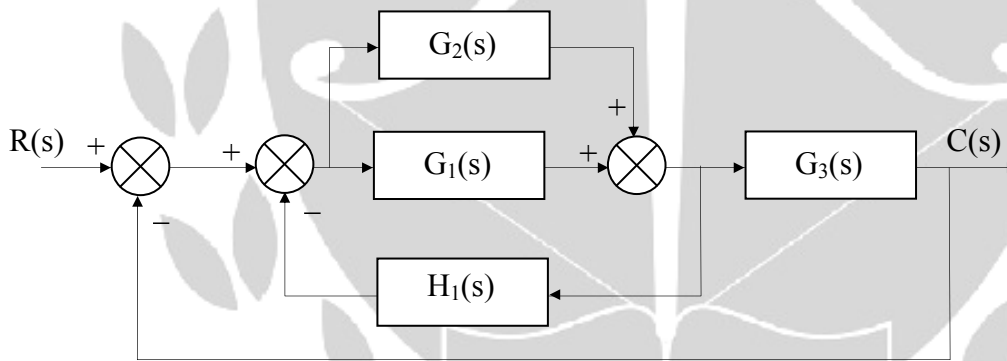 G₂(s)
R(s) + + + + C(s)
G₁(s) G₃(s)
− −
H₁(s)